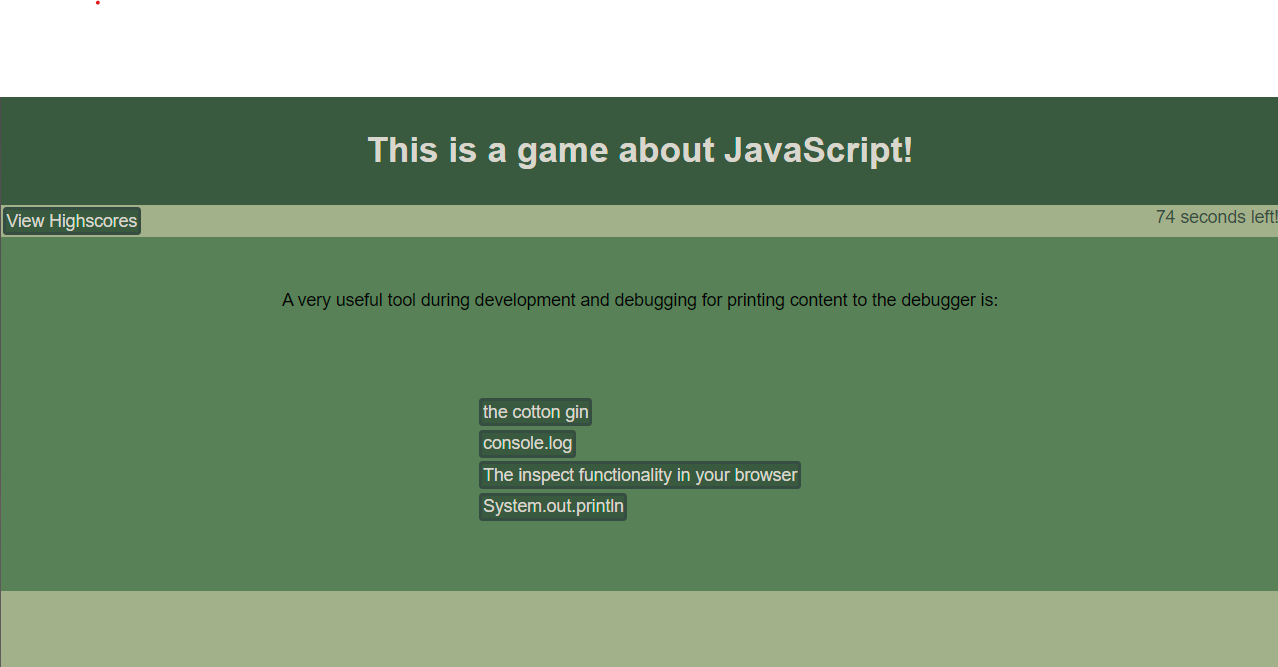 This is a game about JavaScript!
View Highscores
74 seconds left!
A very useful tool during development and debugging for printing content to the debugger is:
the cotton gin
console.log
The inspect functionality in your browser
System.out.println